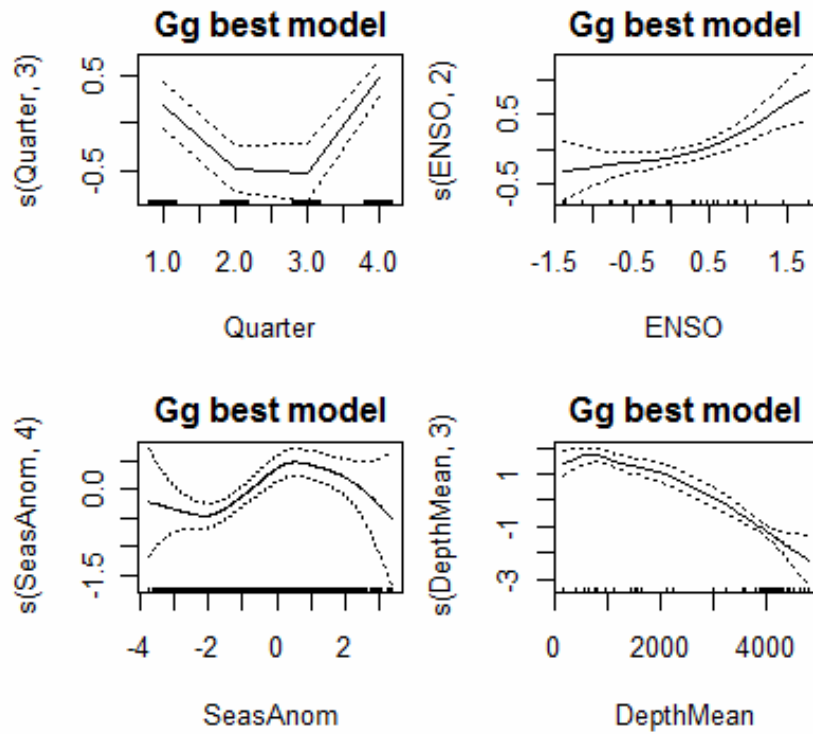 Gg best model
s(Quarter, 3)
0.5
-0.5
1.0 2.0 3.0 4.0
Quarter
Gg best model
s(ENSO, 2)
0.5
-0.5
-1.5 -0.5 0.5 1.5
ENSO
Gg best model
s(SeasAnom, 4)
0.0
-1.5
-4 -2 0 2
SeasAnom
Gg best model
s(DepthMean, 3)
1
-1
-3
0 2000 4000
DepthMean